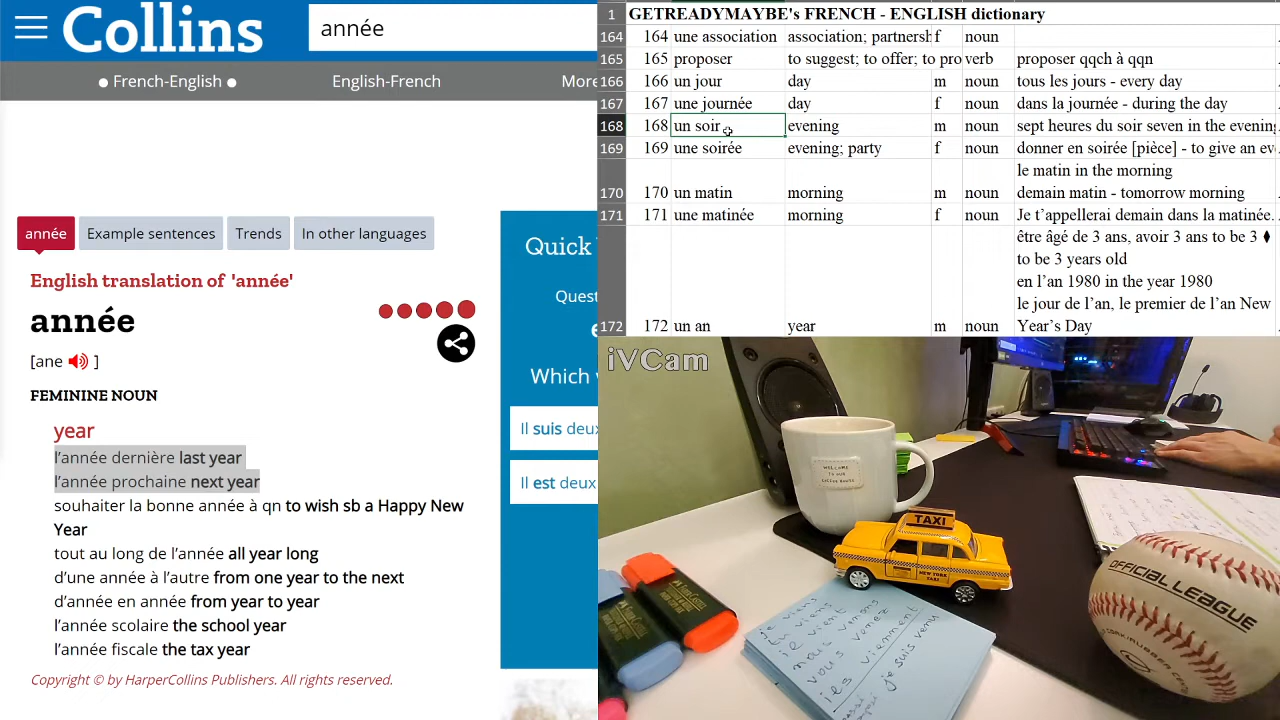 Collins
année
French-English
English-French
More
année
Example sentences
Trends
In other languages
English translation of 'année'
année
[ane ]
FEMININE NOUN
year
l'année dernière last year
l'année prochaine next year
souhaiter la bonne année à qn to wish sb a Happy New
Year
tout au long de l'année all year long
d'une année à l'autre from one year to the next
d'année en année from year to year
l'année scolaire the school year
l'année fiscale the tax year
Copyright © by HarperCollins Publishers. All rights reserved.
Quick
Quest
Which
Il suis deux
Il est deux
1 GETREADYMAYBE's FRENCH - ENGLISH dictionary
164 164 une association association; partnersh f noun
165 165 proposer to suggest; to offer; to pro verb proposer qqch à qqn
166 166 un jour day m noun tous les jours - every day
167 167 une journée day f noun dans la journée - during the day
168 168 un soir evening m noun sept heures du soir seven in the evening
169 169 une soirée evening; party f noun donner en soirée [pièce] - to give an ev
le matin in the morning
170 170 un matin morning m noun demain matin - tomorrow morning
171 171 une matinée morning f noun Je t'appellerai demain dans la matinée.
être âgé de 3 ans, avoir 3 ans to be 3 ♦
to be 3 years old
en l'an 1980 in the year 1980
le jour de l'an, le premier de l'an New
172 172 un an year m noun Year's Day
iVCam
WELCOME
TO OUR
COFFEE HOUSE
TAXI
NEW YORK
TAXI
OFFICIAL LEAGUE
je viens
tu viens
il vient
nous venons
vous venez
ils viennent
je suis venu